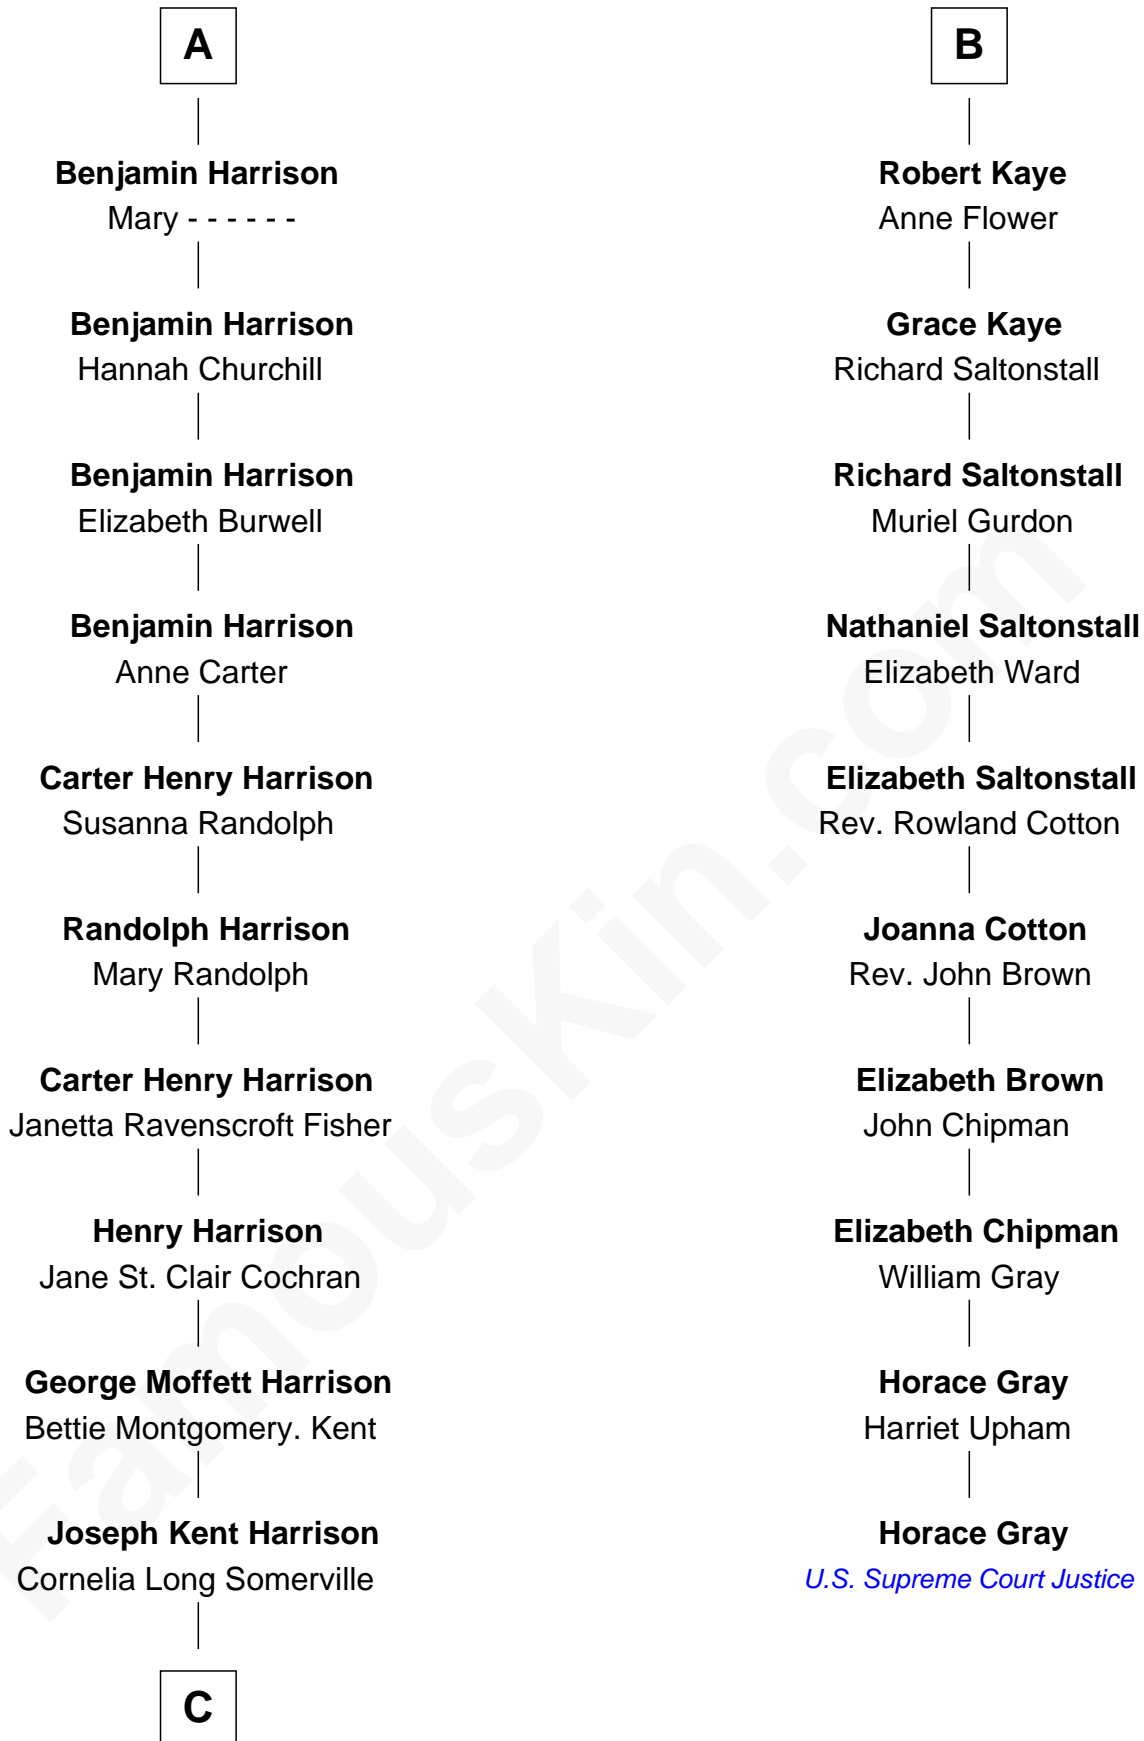 A
Benjamin Harrison
Mary - - - - - -
Benjamin Harrison
Hannah Churchill
Benjamin Harrison
Elizabeth Burwell
Benjamin Harrison
Anne Carter
Carter Henry Harrison
Susanna Randolph
Randolph Harrison
Mary Randolph
Carter Henry Harrison
Janetta Ravenscroft Fisher
Henry Harrison
Jane St. Clair Cochran
George Moffett Harrison
Bettie Montgomery. Kent
Joseph Kent Harrison
Cornelia Long Somerville
C
B
Robert Kaye
Anne Flower
Grace Kaye
Richard Saltonstall
Richard Saltonstall
Muriel Gurdon
Nathaniel Saltonstall
Elizabeth Ward
Elizabeth Saltonstall
Rev. Rowland Cotton
Joanna Cotton
Rev. John Brown
Elizabeth Brown
John Chipman
Elizabeth Chipman
William Gray
Horace Gray
Harriet Upham
Horace Gray
U.S. Supreme Court Justice
FamousKin.com